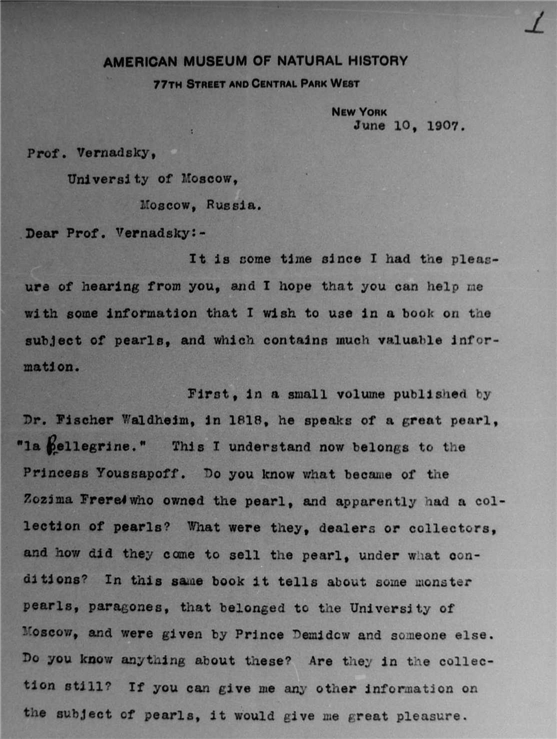 1
AMERICAN MUSEUM OF NATURAL HISTORY
77TH STREET AND CENTRAL PARK WEST
NEW YORK
June 10, 1907.
Prof. Vernadsky,
University of Moscow,
Moscow, Russia.
Dear Prof. Vernadsky:-
It is some time since I had the pleas-
ure of hearing from you, and I hope that you can help me
with some information that I wish to use in a book on the
subject of pearls, and which contains much valuable infor-
mation.
First, in a small volume published by
Dr. Fischer Waldheim, in 1818, he speaks of a great pearl,
"la Pellegrine." This I understand now belongs to the
Princess Youssapoff. Do you know what became of the
Zozima Freres who owned the pearl, and apparently had a col-
lection of pearls? What were they, dealers or collectors,
and how did they come to sell the pearl, under what con-
ditions? In this same book it tells about some monster
pearls, paragones, that belonged to the University of
Moscow, and were given by Prince Demidow and someone else.
Do you know anything about these? Are they in the collec-
tion still? If you can give me any other information on
the subject of pearls, it would give me great pleasure.